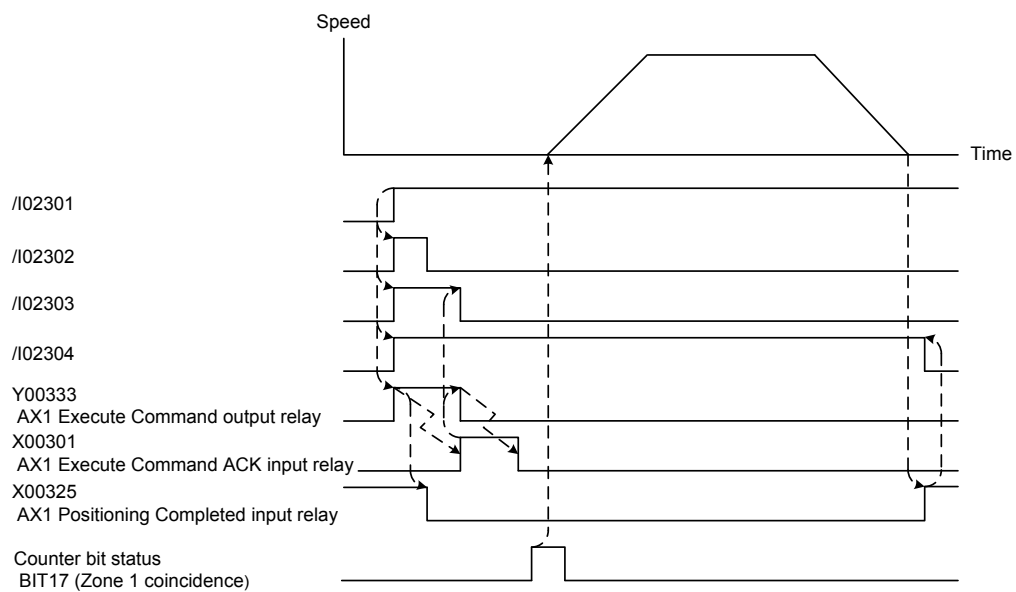 Speed
Time
/I02301
/I02302
/I02303
/I02304
Y00333
AX1 Execute Command output relay
X00301
AX1 Execute Command ACK input relay
X00325
AX1 Positioning Completed input relay
Counter bit status
BIT17 (Zone 1 coincidence)